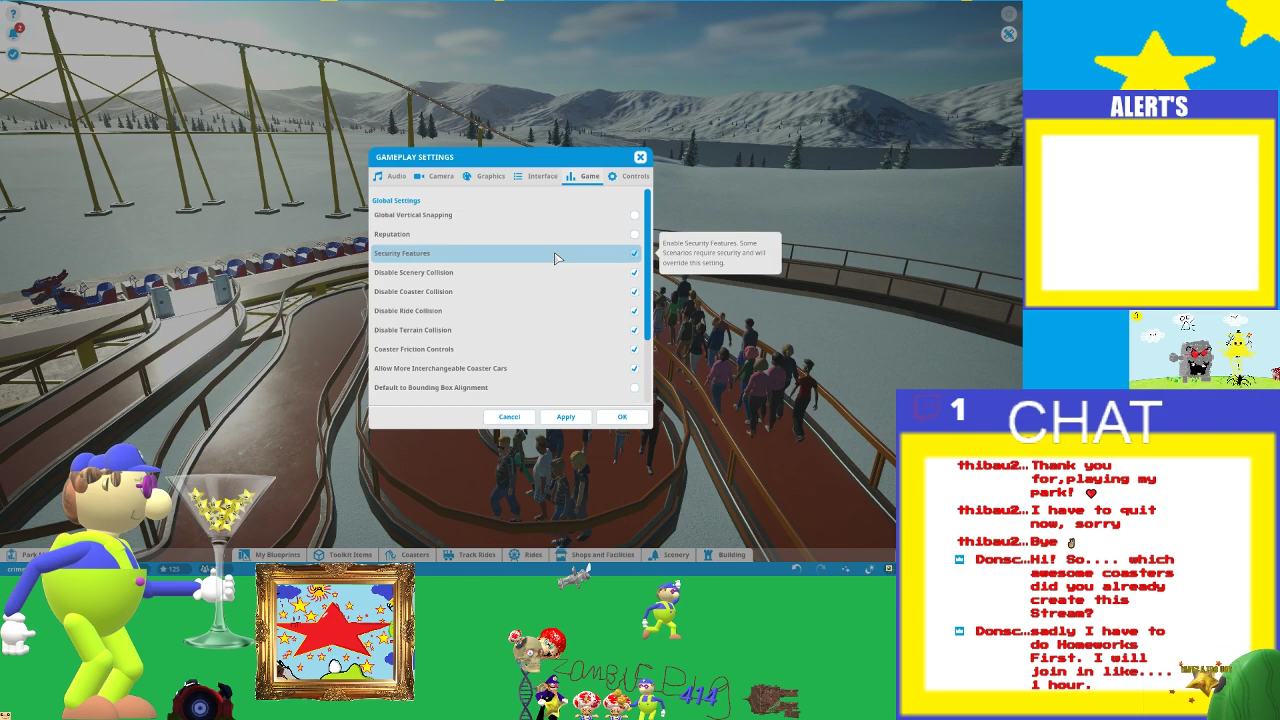 2
GAMEPLAY SETTINGS
Audio Camera Graphics Interface Game Controls
Global Settings
Global Vertical Snapping
Reputation
Security Features
Disable Scenery Collision
Disable Coaster Collision
Disable Ride Collision
Disable Terrain Collision
Coaster Friction Controls
Allow More Interchangeable Coaster Cars
Default to Bounding Box Alignment
Cancel Apply OK
Enable Security Features. Some
Scenarios require security and will
override this setting.
My Blueprints Toolkit Items Coasters Track Rides Rides Shops and Facilities Scenery Building
125
ALERT'S
1 CHAT
thibau2... Thank you
for,playing my
park! ❤
thibau2... I have to quit
now, sorry
thibau2... Bye
Donsc... Hi! So.... which
awesome coasters
did you already
create this
Stream?
Donsc... sadly I have to
do Homeworks
First. I will
join in like....
1 hour.
414